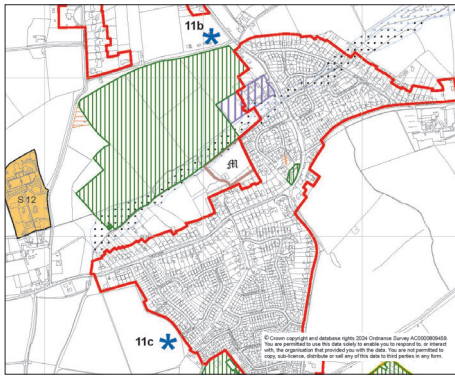 11b
S 12
M
11c
© Crown copyright and database rights 2024 Ordnance Survey AC0000809459.
You are permitted to use this data solely to enable you to respond to, or interact
with, the organisation that provided you with the data. You are not permitted to
copy, sub-license, distribute or sell any of this data to third parties in any form.